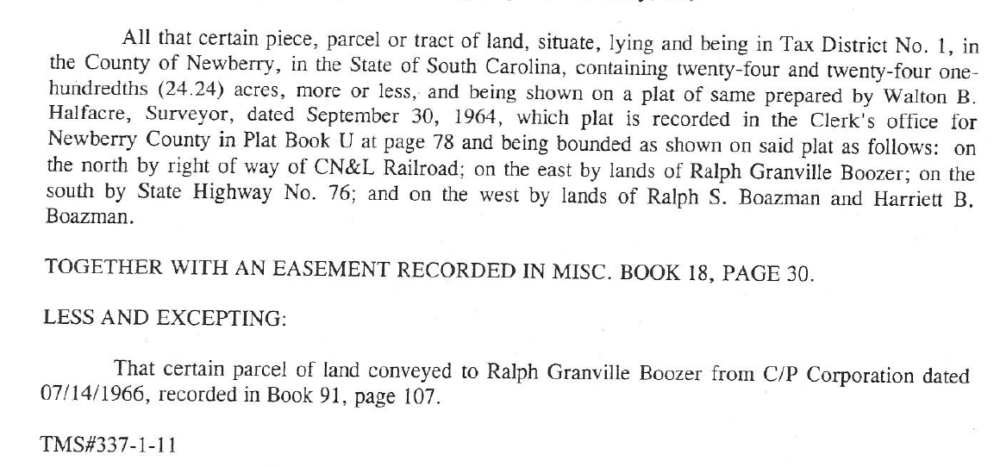 All that certain piece, parcel or tract of land, situate, lying and being in Tax District No. 1, in
the County of Newberry, in the State of South Carolina, containing twenty-four and twenty-four one-
hundredths (24.24) acres, more or less, and being shown on a plat of same prepared by Walton B.
Halfacre, Surveyor, dated September 30, 1964, which plat is recorded in the Clerk's office for
Newberry County in Plat Book U at page 78 and being bounded as shown on said plat as follows: on
the north by right of way of CN&L Railroad; on the east by lands of Ralph Granville Boozer; on the
south by State Highway No. 76; and on the west by lands of Ralph S. Boazman and Harriett B.
Boazman.
TOGETHER WITH AN EASEMENT RECORDED IN MISC. BOOK 18, PAGE 30.
LESS AND EXCEPTING:
That certain parcel of land conveyed to Ralph Granville Boozer from C/P Corporation dated
07/14/1966, recorded in Book 91, page 107.
TMS#337-1-11